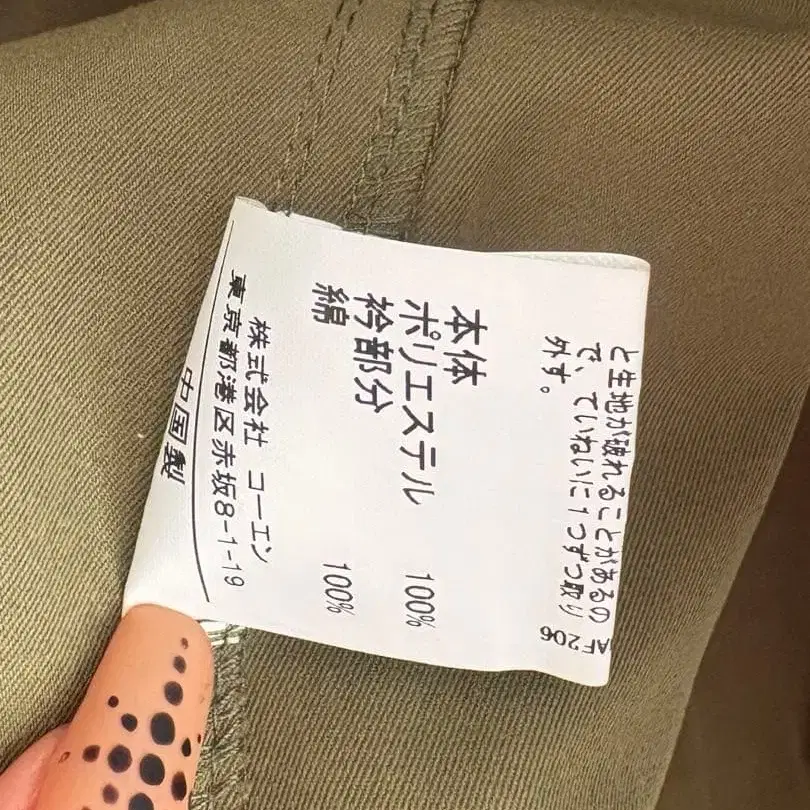 と生地が破れることがあるの
で、ていねいに1つずつ取り
外す。
AF206
本体
ポリエステル 100%
衿部分
綿 100%
株式会社 コーエン
東京都港区赤坂8-1-19
中国製